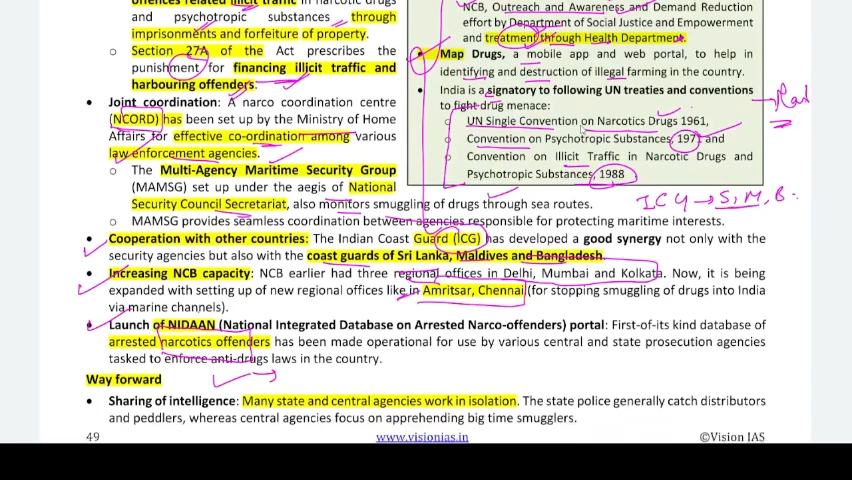 offences related illicit traffic in narcotic drugs
and psychotropic substances through
imprisonments and forfeiture of property.
o Section 27A of the Act prescribes the
punishment for financing illicit traffic and
harbouring offenders.
• Joint coordination: A narco coordination centre
(NCORD) has been set up by the Ministry of Home
Affairs for effective co-ordination among various
law enforcement agencies.
o The Multi-Agency Maritime Security Group
(MAMSG) set up under the aegis of National
Security Council Secretariat, also monitors smuggling of drugs through sea routes.
o MAMSG provides seamless coordination between agencies responsible for protecting maritime interests.
NCB, Outreach and Awareness and Demand Reduction
effort by Department of Social Justice and Empowerment
and treatment through Health Department.
• Map Drugs, a mobile app and web portal, to help in
identifying and destruction of illegal farming in the country.
• India is a signatory to following UN treaties and conventions
to fight drug menace:
o UN Single Convention on Narcotics Drugs 1961,
o Convention on Psychotropic Substances, 1971 and
o Convention on Illicit Traffic in Narcotic Drugs and
Psychotropic Substances, 1988
ICG → S, M, B
• Cooperation with other countries: The Indian Coast Guard (ICG) has developed a good synergy not only with the
security agencies but also with the coast guards of Sri Lanka, Maldives and Bangladesh.
• Increasing NCB capacity: NCB earlier had three regional offices in Delhi, Mumbai and Kolkata. Now, it is being
expanded with setting up of new regional offices like in Amritsar, Chennai (for stopping smuggling of drugs into India
via marine channels).
• Launch of NIDAAN (National Integrated Database on Arrested Narco-offenders) portal: First-of-its kind database of
arrested narcotics offenders has been made operational for use by various central and state prosecution agencies
tasked to enforce anti-drugs laws in the country.
Way forward
• Sharing of intelligence: Many state and central agencies work in isolation. The state police generally catch distributors
and peddlers, whereas central agencies focus on apprehending big time smugglers.
49 www.visionias.in ©Vision IAS